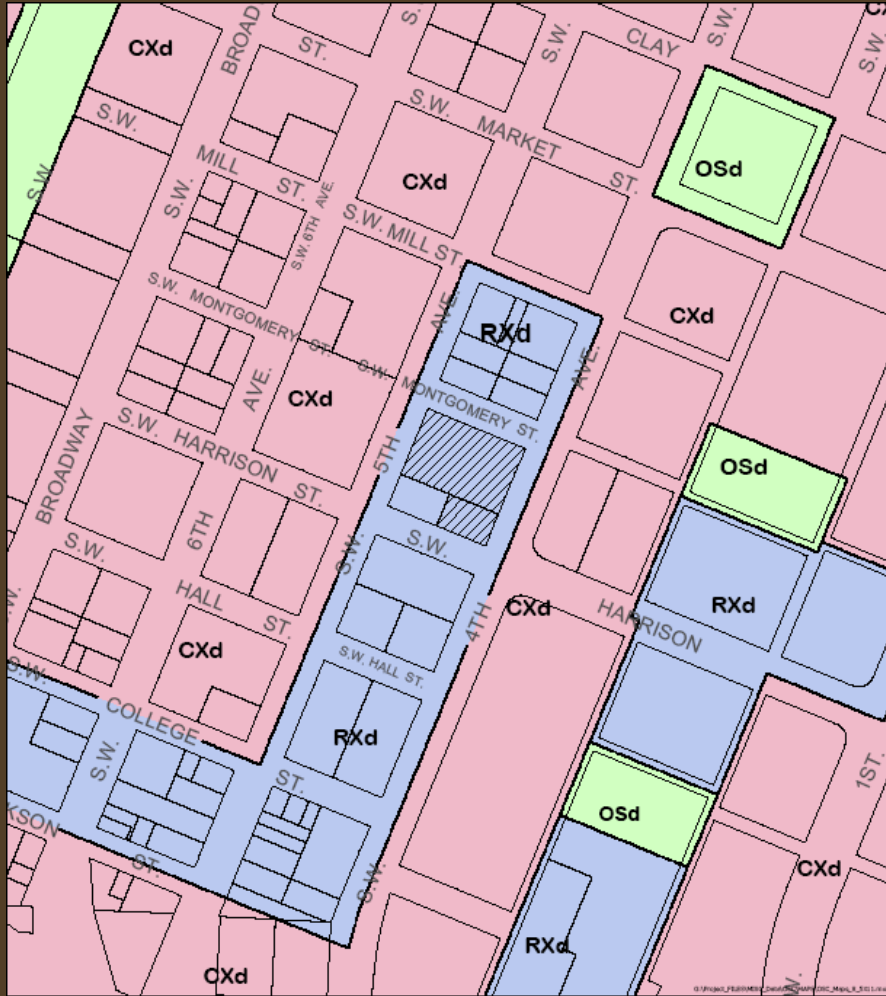 CXd
BROAD
ST.
S.
S.W.
CLAY
S.W.
S.W.
S.W.
S.W.
MARKET
ST.
OSd
S.W.
MILL
ST.
S.W. 6TH AVE.
CXd
S.W.
S.W. MILL ST.
CXd
AVE.
RXd
AVE.
S.W. MONTGOMERY ST.
S.W. MONTGOMERY ST.
CXd
AVE.
BROADWAY
S.W. HARRISON ST.
5TH
OSd
6TH
S.W.
S.W.
S.W.
HALL
ST.
CXd
4TH
CXd
HARRISON
RXd
S.W. HALL ST.
S.W.
COLLEGE
S.W.
ST.
RXd
1ST.
OSd
KSON
ST.
S.W.
CXd
RXd
CXd
W.